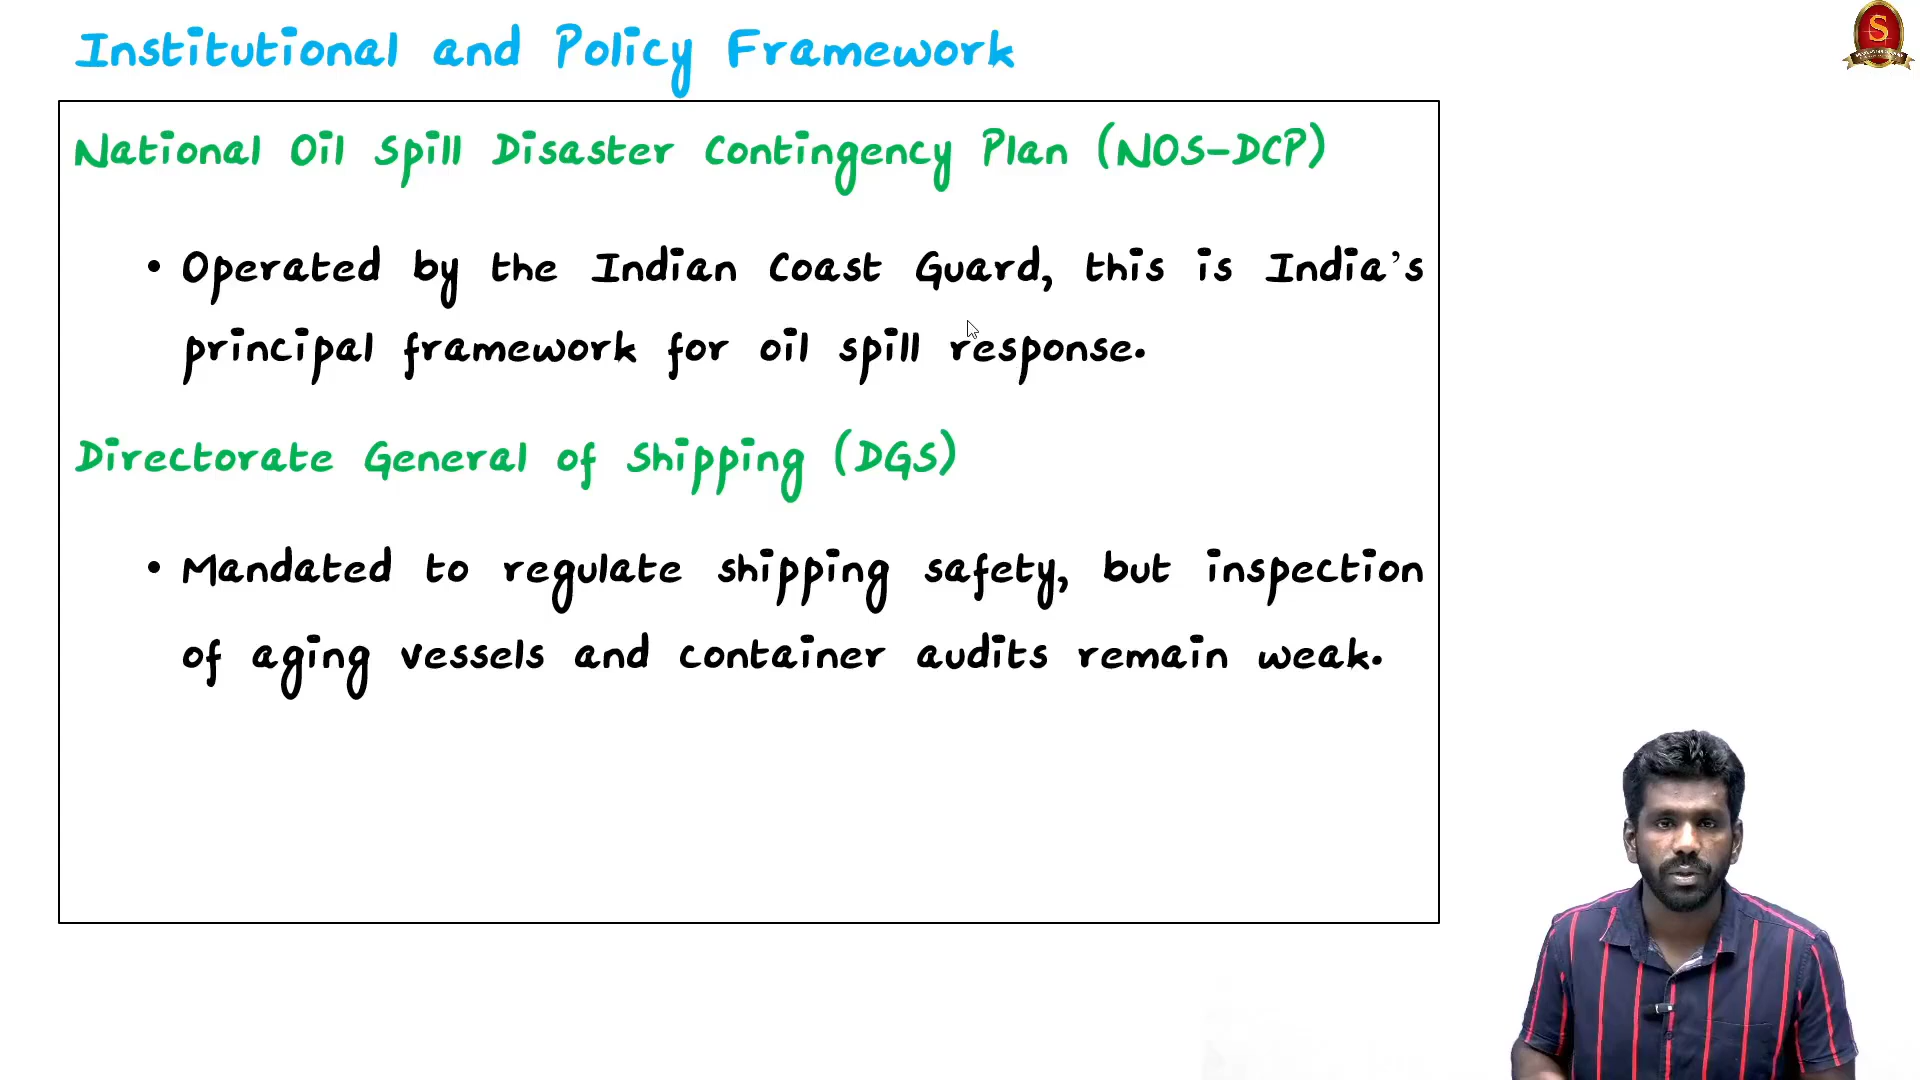 Institutional and Policy Framework
National Oil Spill Disaster Contingency Plan (NOS-DCP)
• Operated by the Indian Coast Guard, this is India's
principal framework for oil spill response.
Directorate General of Shipping (DGS)
• Mandated to regulate shipping safety, but inspection
of aging vessels and container audits remain weak.
S